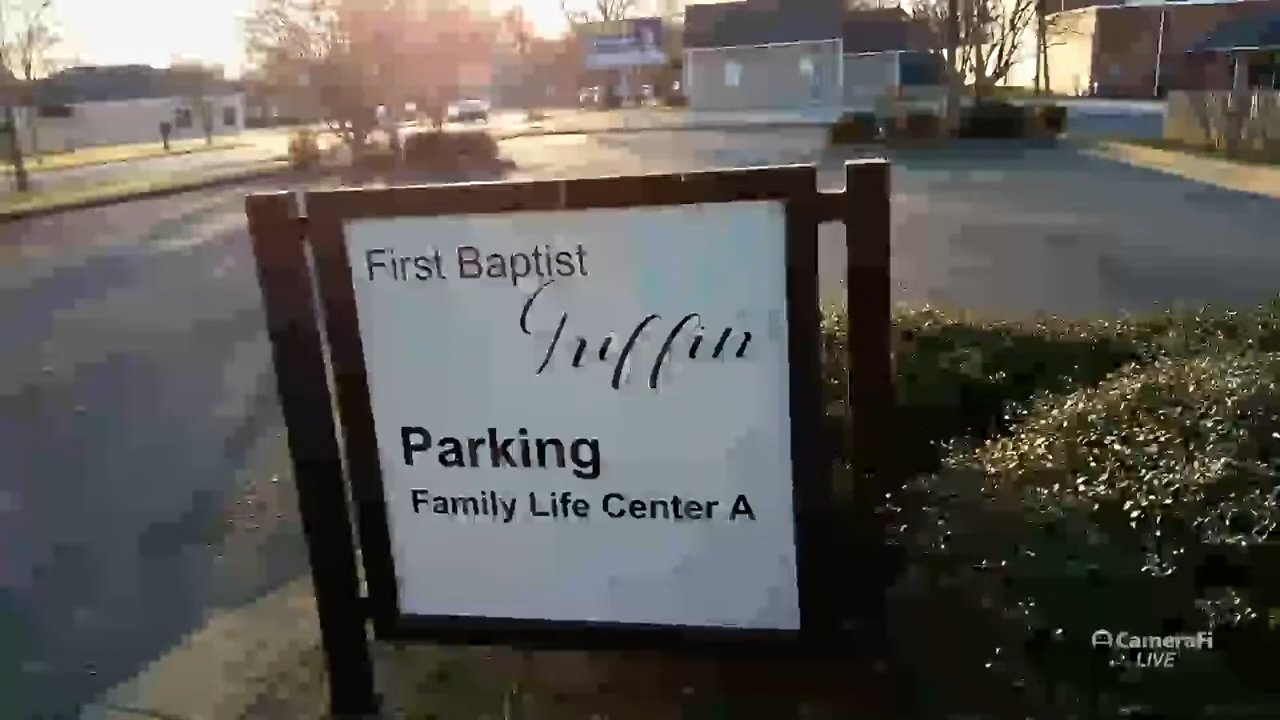 First Baptist
Griffin
Parking
Family Life Center A
CameraFi
LIVE